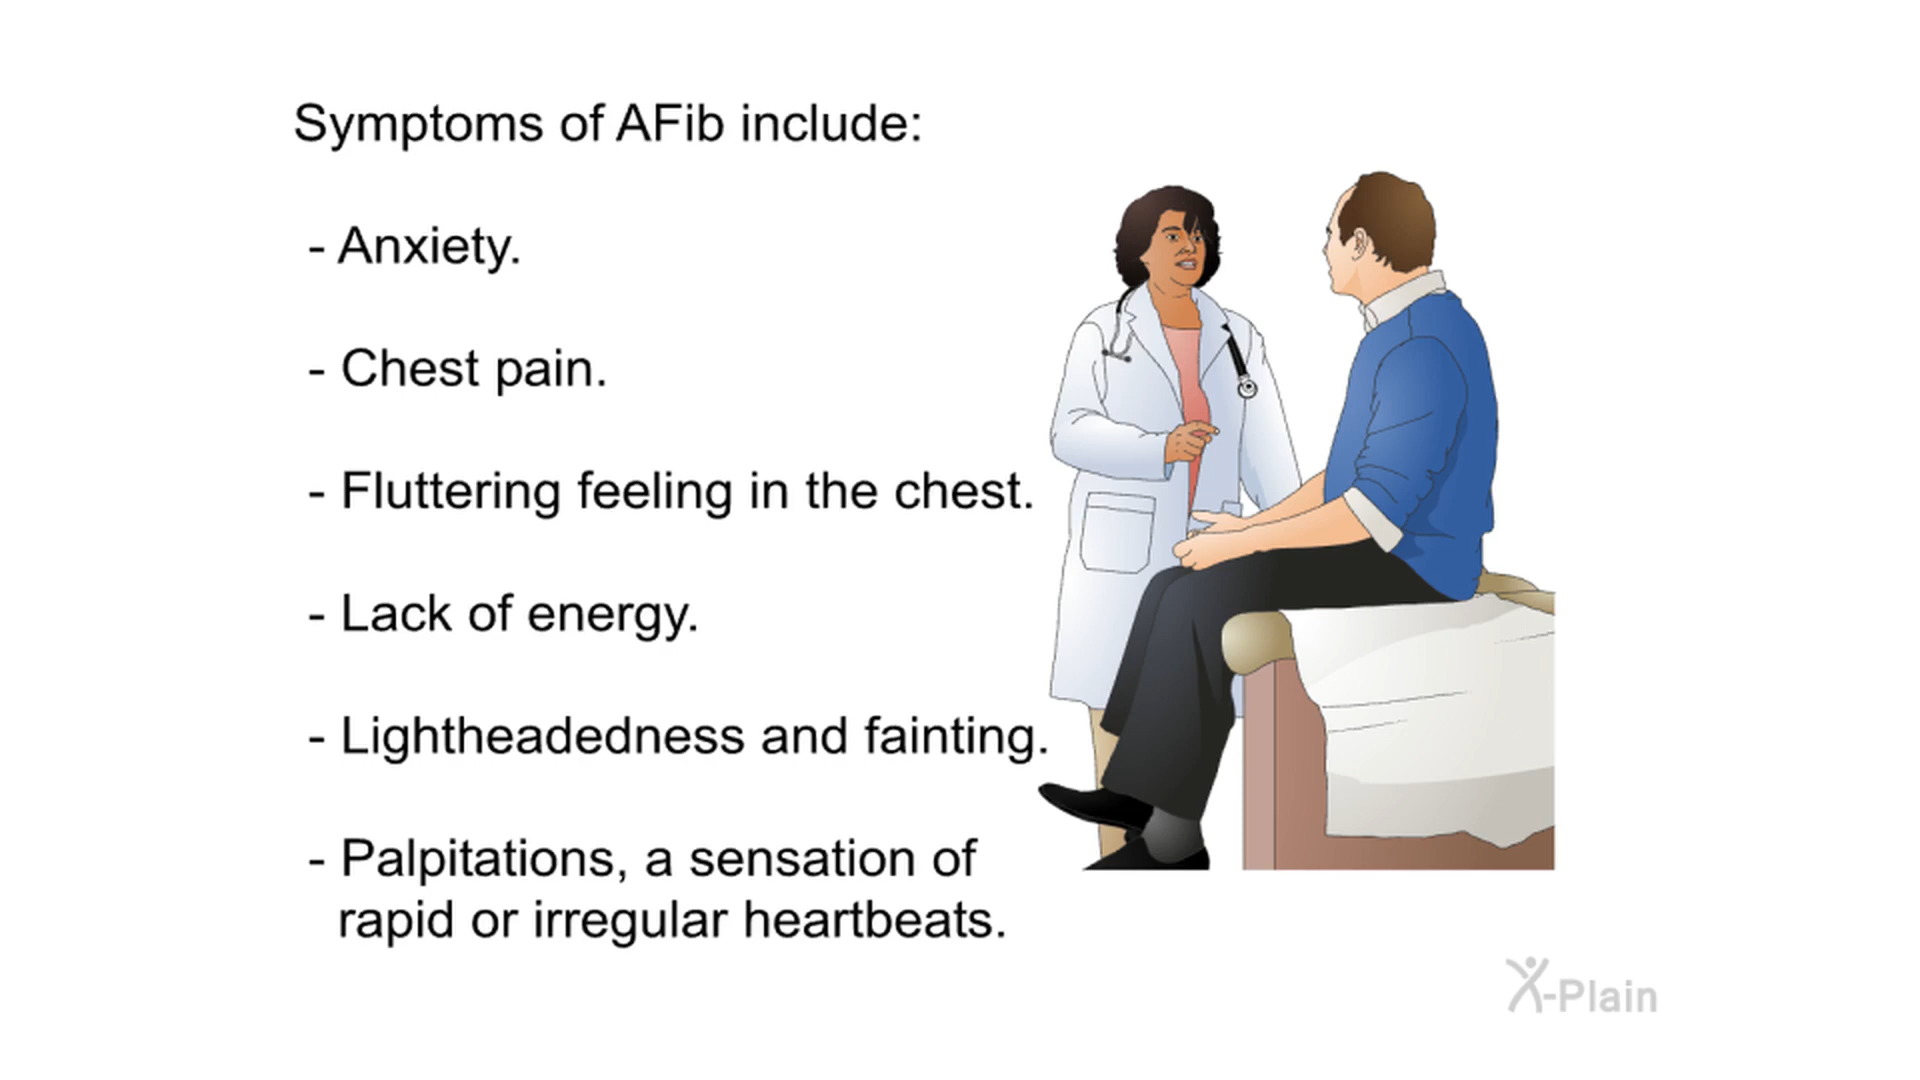 Symptoms of AFib include:
- Anxiety.
- Chest pain.
- Fluttering feeling in the chest.
- Lack of energy.
- Lightheadedness and fainting.
- Palpitations, a sensation of
rapid or irregular heartbeats.
X-Plain